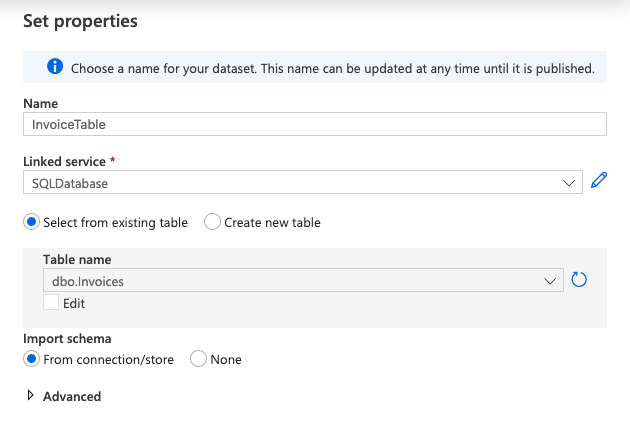 Set properties
Choose a name for your dataset. This name can be updated at any time until it is published.
Name
InvoiceTable
Linked service *
SQLDatabase
Select from existing table Create new table
Table name
dbo.Invoices
Edit
Import schema
From connection/store None
Advanced